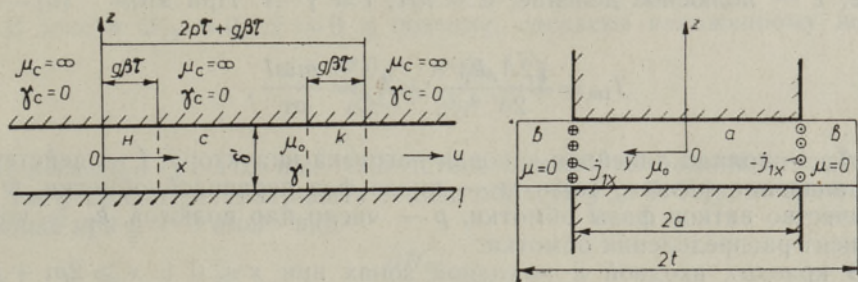 z
2pτ + gβτ
μc=∞
γc=0
gβτ
μc=∞
γc=0
gβτ
μc=∞
γc=0
н
c
k
0
x
δ
μ₀
γ
u
z
в
a
в
μ=0
j1x
y
μ₀
0
j1x
μ=0
2a
2t